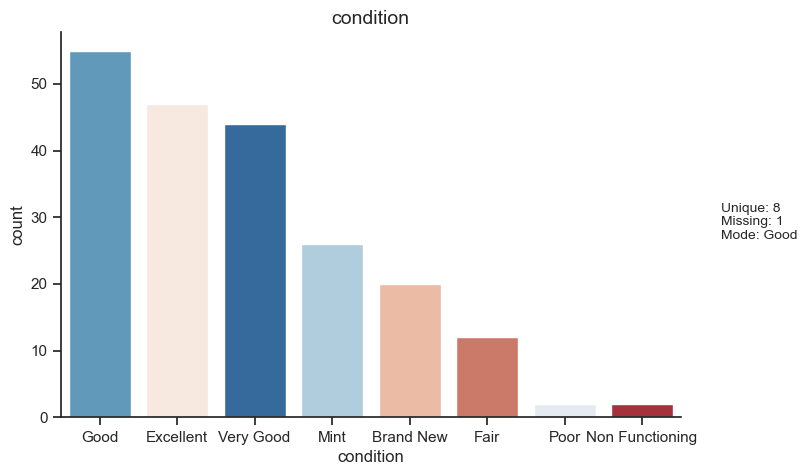 condition
50
40
30
20
10
0
count
Good Excellent Very Good Mint Brand New Fair Poor Non Functioning
condition
Unique: 8
Missing: 1
Mode: Good